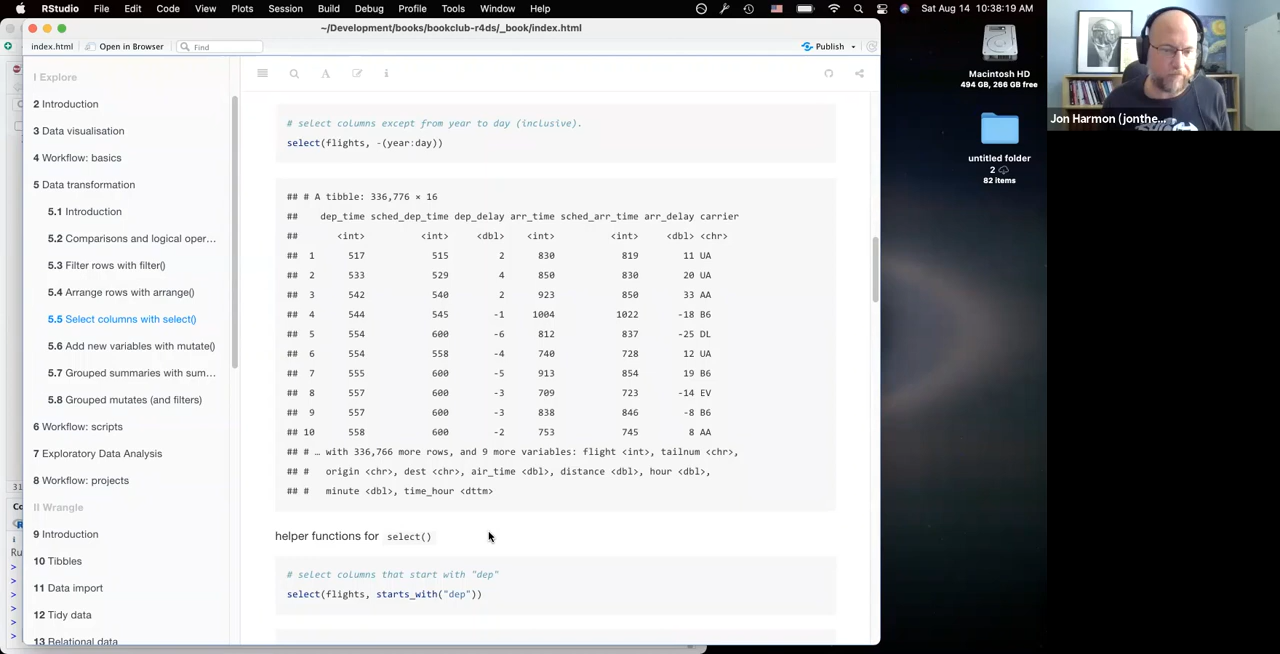 RStudio File Edit Code View Plots Session Build Debug Profile Tools Window Help Sat Aug 14 10:38:19 AM
~/Development/books/bookclub-r4ds/_book/index.html
index.html Open in Browser Find Publish
I Explore
2 Introduction
3 Data visualisation
4 Workflow: basics
5 Data transformation
5.1 Introduction
5.2 Comparisons and logical oper…
5.3 Filter rows with filter()
5.4 Arrange rows with arrange()
5.5 Select columns with select()
5.6 Add new variables with mutate()
5.7 Grouped summaries with sum…
5.8 Grouped mutates (and filters)
6 Workflow: scripts
7 Exploratory Data Analysis
8 Workflow: projects
II Wrangle
9 Introduction
10 Tibbles
11 Data import
12 Tidy data
13 Relational data
# select columns except from year to day (inclusive).
select(flights, -(year:day))
## # A tibble: 336,776 × 16
## dep_time sched_dep_time dep_delay arr_time sched_arr_time arr_delay carrier
## <int> <int> <dbl> <int> <int> <dbl> <chr>
## 1 517 515 2 830 819 11 UA
## 2 533 529 4 850 830 20 UA
## 3 542 540 2 923 850 33 AA
## 4 544 545 -1 1004 1022 -18 B6
## 5 554 600 -6 812 837 -25 DL
## 6 554 558 -4 740 728 12 UA
## 7 555 600 -5 913 854 19 B6
## 8 557 600 -3 709 723 -14 EV
## 9 557 600 -3 838 846 -8 B6
## 10 558 600 -2 753 745 8 AA
## # … with 336,766 more rows, and 9 more variables: flight <int>, tailnum <chr>,
## # origin <chr>, dest <chr>, air_time <dbl>, distance <dbl>, hour <dbl>,
## # minute <dbl>, time_hour <dttm>
helper functions for select()
# select columns that start with "dep"
select(flights, starts_with("dep"))
Macintosh HD
494 GB, 266 GB free
untitled folder
2
82 items
Jon Harmon (jonthe…